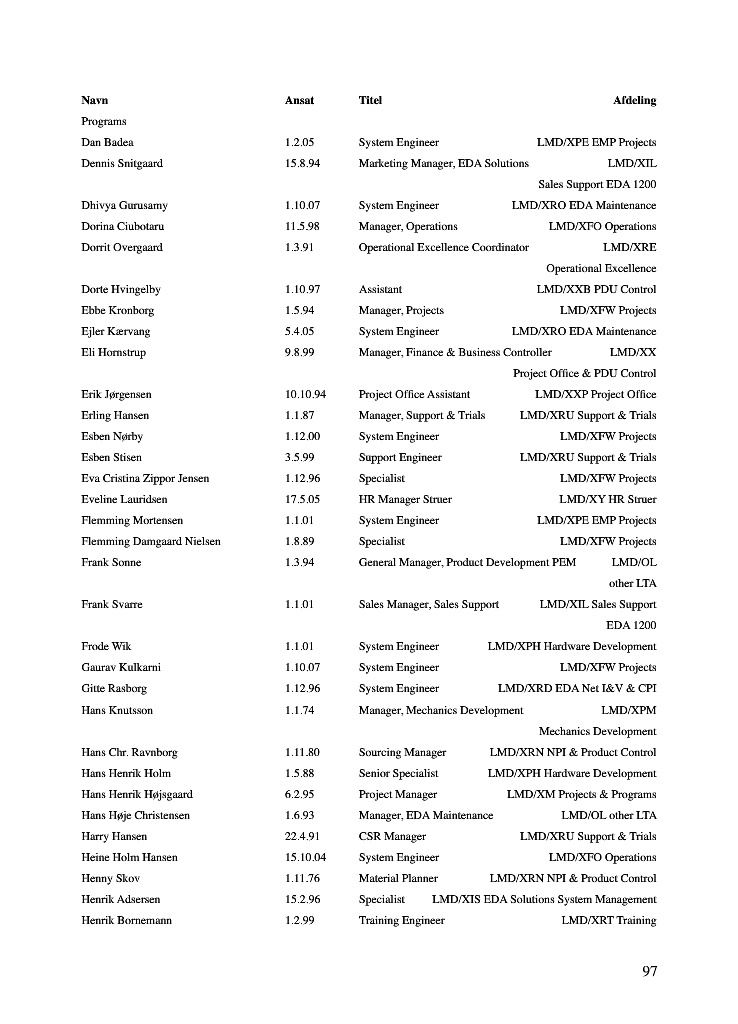 Navn Ansat Titel Afdeling
Programs
Dan Badea 1.2.05 System Engineer LMD/XPE EMP Projects
Dennis Snitgaard 15.8.94 Marketing Manager, EDA Solutions LMD/XIL
Sales Support EDA 1200
Dhivya Gurusamy 1.10.07 System Engineer LMD/XRO EDA Maintenance
Dorina Ciubotaru 11.5.98 Manager, Operations LMD/XFO Operations
Dorrit Overgaard 1.3.91 Operational Excellence Coordinator LMD/XRE
Operational Excellence
Dorte Hvingelby 1.10.97 Assistant LMD/XXB PDU Control
Ebbe Kronborg 1.5.94 Manager, Projects LMD/XFW Projects
Ejler Kærvang 5.4.05 System Engineer LMD/XRO EDA Maintenance
Eli Hornstrup 9.8.99 Manager, Finance & Business Controller LMD/XX
Project Office & PDU Control
Erik Jørgensen 10.10.94 Project Office Assistant LMD/XXP Project Office
Erling Hansen 1.1.87 Manager, Support & Trials LMD/XRU Support & Trials
Esben Nørby 1.12.00 System Engineer LMD/XFW Projects
Esben Stisen 3.5.99 Support Engineer LMD/XRU Support & Trials
Eva Cristina Zippor Jensen 1.12.96 Specialist LMD/XFW Projects
Eveline Lauridsen 17.5.05 HR Manager Struer LMD/XY HR Struer
Flemming Mortensen 1.1.01 System Engineer LMD/XPE EMP Projects
Flemming Damgaard Nielsen 1.8.89 Specialist LMD/XFW Projects
Frank Sonne 1.3.94 General Manager, Product Development PEM LMD/OL
other LTA
Frank Svarre 1.1.01 Sales Manager, Sales Support LMD/XIL Sales Support
EDA 1200
Frode Wik 1.1.01 System Engineer LMD/XPH Hardware Development
Gaurav Kulkarni 1.10.07 System Engineer LMD/XFW Projects
Gitte Rasborg 1.12.96 System Engineer LMD/XRD EDA Net I&V & CPI
Hans Knutsson 1.1.74 Manager, Mechanics Development LMD/XPM
Mechanics Development
Hans Chr. Ravnborg 1.11.80 Sourcing Manager LMD/XRN NPI & Product Control
Hans Henrik Holm 1.5.88 Senior Specialist LMD/XPH Hardware Development
Hans Henrik Højsgaard 6.2.95 Project Manager LMD/XM Projects & Programs
Hans Høje Christensen 1.6.93 Manager, EDA Maintenance LMD/OL other LTA
Harry Hansen 22.4.91 CSR Manager LMD/XRU Support & Trials
Heine Holm Hansen 15.10.04 System Engineer LMD/XFO Operations
Henny Skov 1.11.76 Material Planner LMD/XRN NPI & Product Control
Henrik Adsersen 15.2.96 Specialist LMD/XIS EDA Solutions System Management
Henrik Bornemann 1.2.99 Training Engineer LMD/XRT Training
97